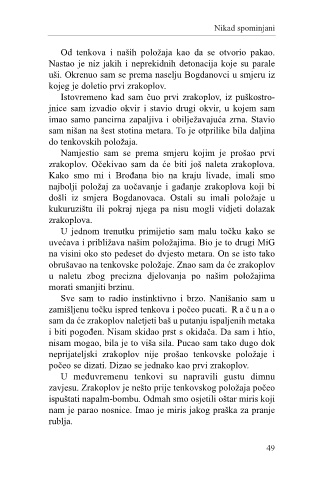 Nikad spominjani
Od tenkova i naših položaja kao da se otvorio pakao.
Nastao je niz jakih i neprekidnih detonacija koje su parale
uši. Okrenuo sam se prema naselju Bogdanovci u smjeru iz
kojeg je doletio prvi zrakoplov.
Istovremeno kad sam čuo prvi zrakoplov, iz puškostro-
jnice sam izvadio okvir i stavio drugi okvir, u kojem sam
imao samo pancirna zapaljiva i obilježavajuća zrna. Stavio
sam nišan na šest stotina metara. To je otprilike bila daljina
do tenkovskih položaja.
Namjestio sam se prema smjeru kojim je prošao prvi
zrakoplov. Očekivao sam da će biti još naleta zrakoplova.
Kako smo mi i Brođana bio na kraju livade, imali smo
najbolji položaj za uočavanje i gađanje zrakoplova koji bi
došli iz smjera Bogdanovaca. Ostali su imali položaje u
kukuruzištu ili pokraj njega pa nisu mogli vidjeti dolazak
zrakoplova.
U jednom trenutku primijetio sam malu točku kako se
uvećava i približava našim položajima. Bio je to drugi MiG
na visini oko sto pedeset do dvjesto metara. On se isto tako
obrušavao na tenkovske položaje. Znao sam da će zrakoplov
u naletu zbog precizna djelovanja po našim položajima
morati smanjiti brzinu.
Sve sam to radio instinktivno i brzo. Nanišanio sam u
zamišljenu točku ispred tenkova i počeo pucati. Računao
sam da će zrakoplov naletjeti baš u putanju ispaljenih metaka
i biti pogođen. Nisam skidao prst s okidača. Da sam i htio,
nisam mogao, bila je to viša sila. Pucao sam tako dugo dok
neprijateljski zrakoplov nije prošao tenkovske položaje i
počeo se dizati. Dizao se jednako kao prvi zrakoplov.
U međuvremenu tenkovi su napravili gustu dimnu
zavjesu. Zrakoplov je nešto prije tenkovskog položaja počeo
ispuštati napalm-bombu. Odmah smo osjetili oštar miris koji
nam je parao nosnice. Imao je miris jakog praška za pranje
rublja.
49